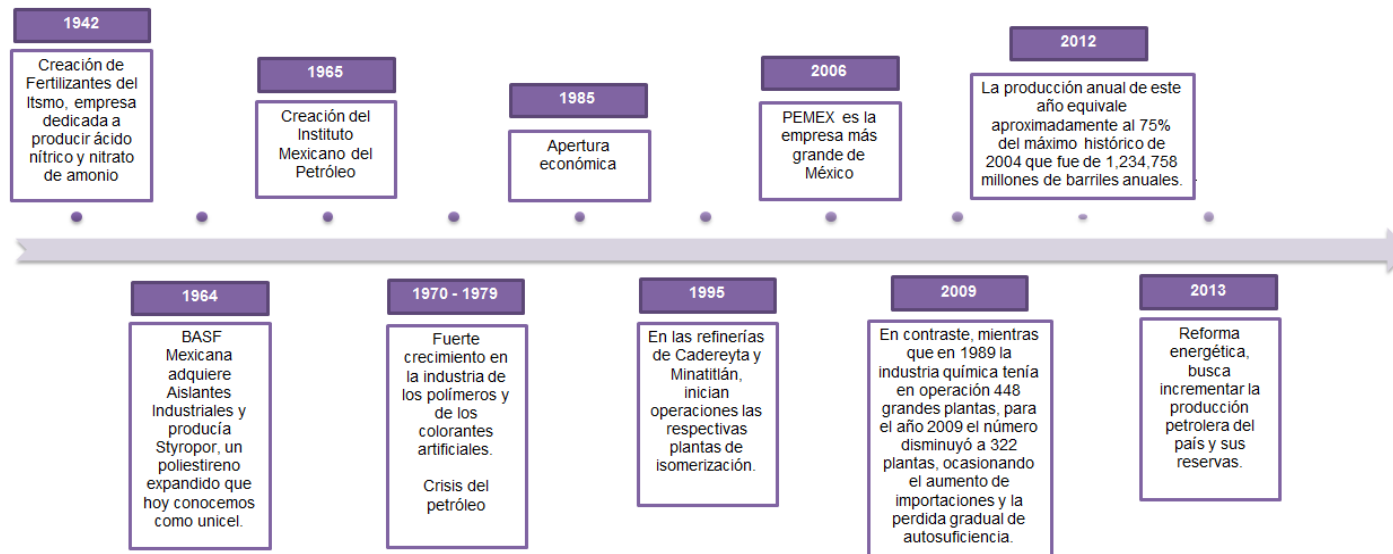 1942
Creación de
Fertilizantes del
Itsmo, empresa
dedicada a
producir ácido
nítrico y nitrato
de amonio
1964
BASF
Mexicana
adquiere
Aislantes
Industriales y
producía
Styropor, un
poliestireno
expandido que
hoy conocemos
como unicel.
1965
Creación del
Instituto
Mexicano del
Petróleo
1970 - 1979
Fuerte
crecimiento en
la industria de
los polímeros y
de los
colorantes
artificiales.
Crisis del
petróleo
1985
Apertura
económica
1995
En las refinerías
de Cadereyta y
Minatitlán,
inician
operaciones las
respectivas
plantas de
isomerización.
2006
PEMEX es la
empresa más
grande de
México
2009
En contraste, mientras
que en 1989 la
industria química tenía
en operación 448
grandes plantas, para
el año 2009 el número
disminuyó a 322
plantas, ocasionando
el aumento de
importaciones y la
perdida gradual de
autosuficiencia.
2012
La producción anual de este
año equivale
aproximadamente al 75%
del máximo histórico de
2004 que fue de 1,234,758
millones de barriles anuales.
2013
Reforma
energética,
busca
incrementar la
producción
petrolera del
país y sus
reservas.